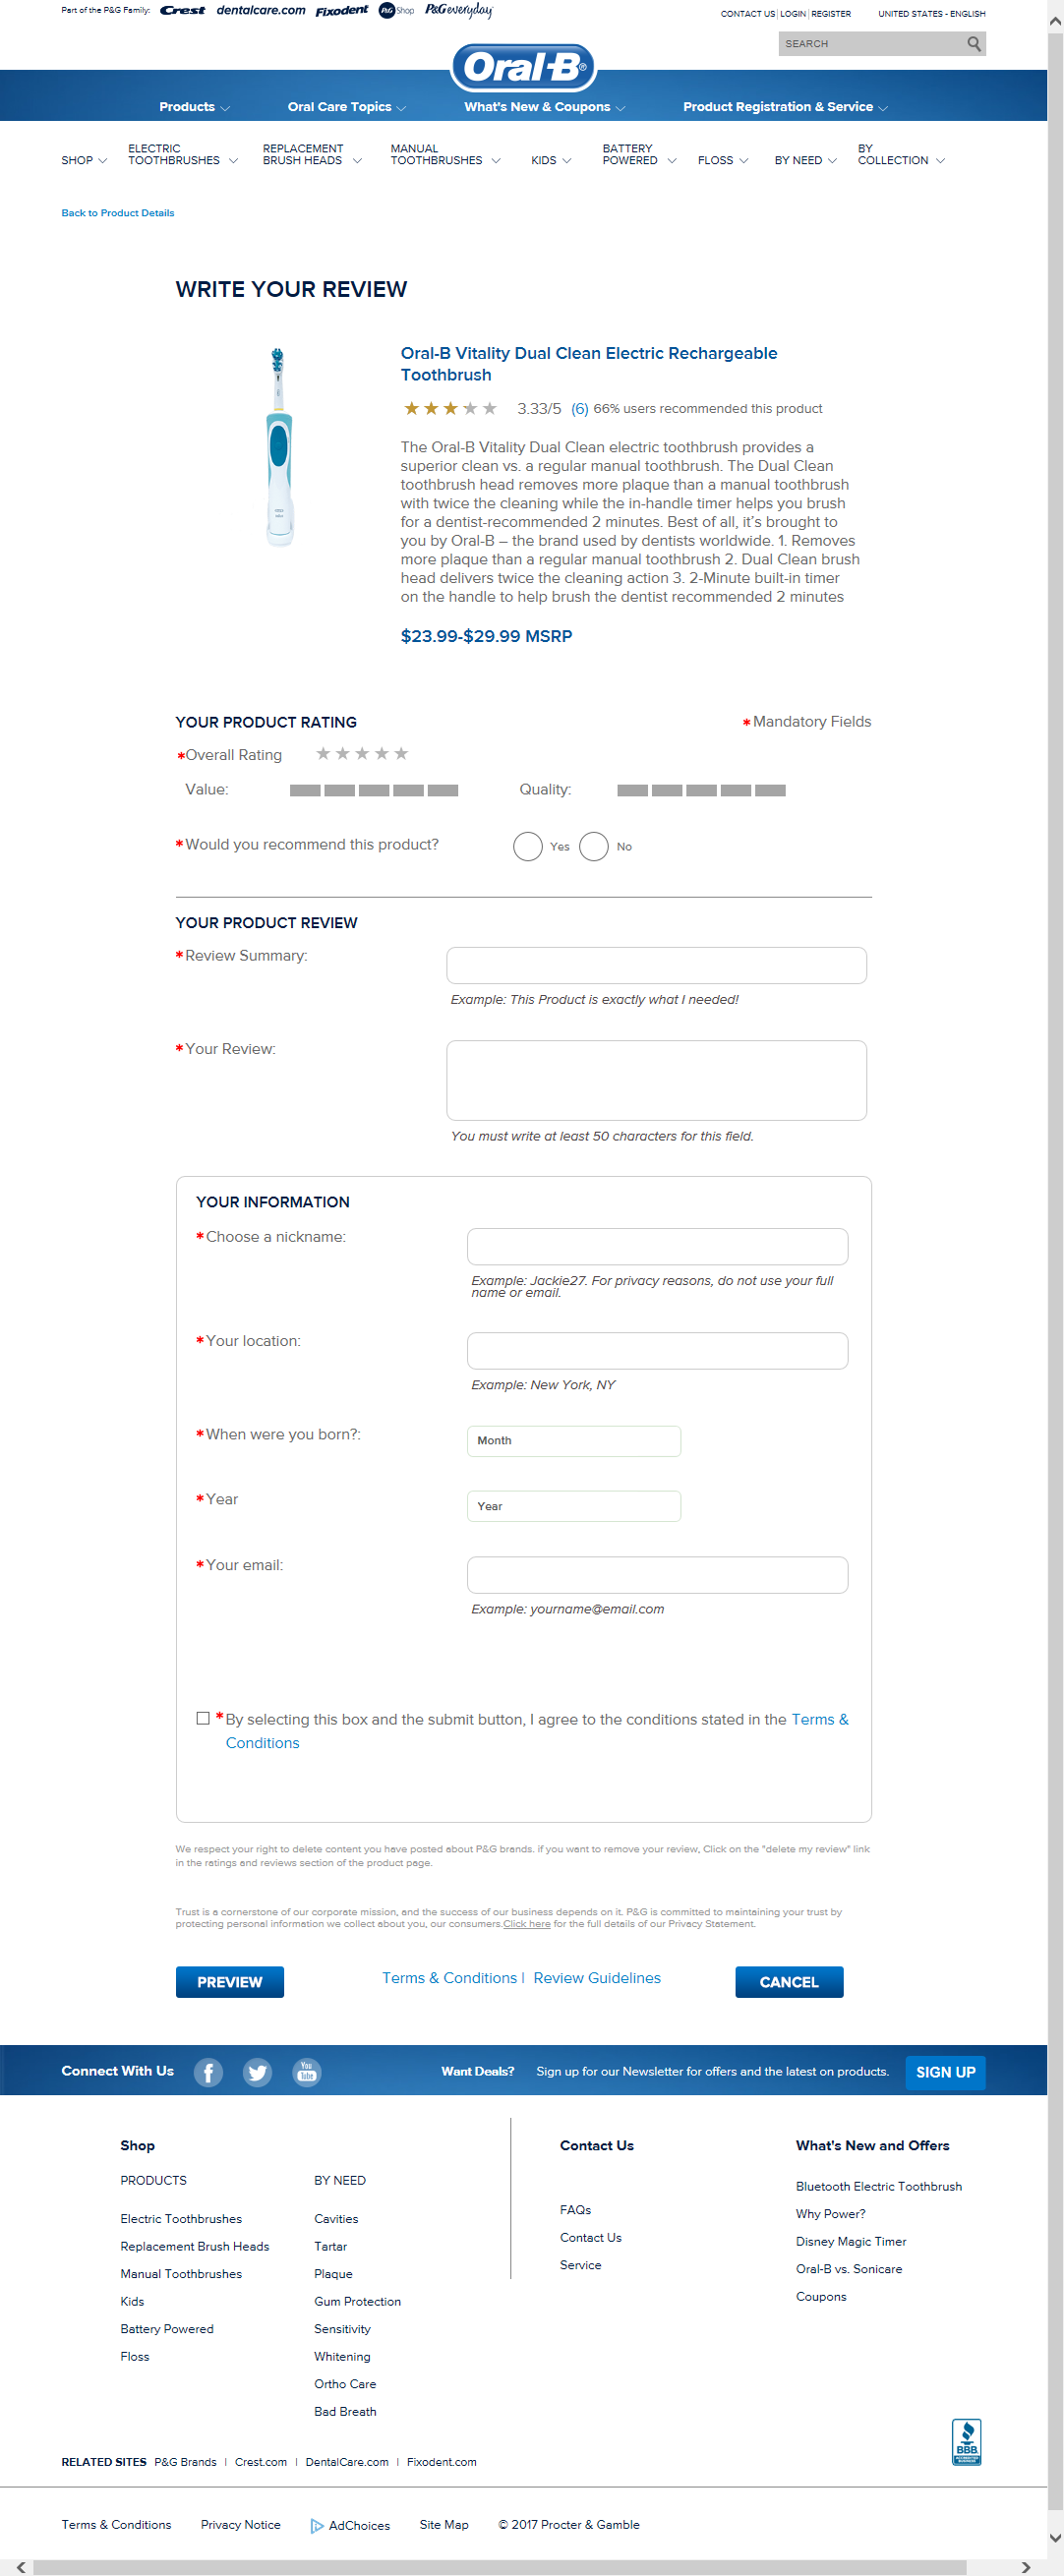 Part of the P&G Family: Crest dentalcare.com Fixodent P&G Shop P&Geveryday
CONTACT US | LOGIN | REGISTER UNITED STATES - ENGLISH
SEARCH
Oral-B®
Products Oral Care Topics What's New & Coupons Product Registration & Service
SHOP
ELECTRIC
TOOTHBRUSHES
REPLACEMENT
BRUSH HEADS
MANUAL
TOOTHBRUSHES
KIDS
BATTERY
POWERED
FLOSS
BY NEED
BY
COLLECTION
Back to Product Details
WRITE YOUR REVIEW
Oral-B Vitality Dual Clean Electric Rechargeable
Toothbrush
3.33/5 (6) 66% users recommended this product
The Oral-B Vitality Dual Clean electric toothbrush provides a
superior clean vs. a regular manual toothbrush. The Dual Clean
toothbrush head removes more plaque than a manual toothbrush
with twice the cleaning while the in-handle timer helps you brush
for a dentist-recommended 2 minutes. Best of all, it's brought to
you by Oral-B – the brand used by dentists worldwide. 1. Removes
more plaque than a regular manual toothbrush 2. Dual Clean brush
head delivers twice the cleaning action 3. 2-Minute built-in timer
on the handle to help brush the dentist recommended 2 minutes
$23.99-$29.99 MSRP
YOUR PRODUCT RATING
*Mandatory Fields
*Overall Rating
Value: Quality:
*Would you recommend this product? Yes No
YOUR PRODUCT REVIEW
*Review Summary:
Example: This Product is exactly what I needed!
*Your Review:
You must write at least 50 characters for this field.
YOUR INFORMATION
*Choose a nickname:
Example: Jackie27. For privacy reasons, do not use your full
name or email.
*Your location:
Example: New York, NY
*When were you born?: Month
*Year Year
*Your email:
Example: yourname@email.com
*By selecting this box and the submit button, I agree to the conditions stated in the Terms &
Conditions
We respect your right to delete content you have posted about P&G brands. if you want to remove your review, Click on the "delete my review" link
in the ratings and reviews section of the product page.
Trust is a cornerstone of our corporate mission, and the success of our business depends on it. P&G is committed to maintaining your trust by
protecting personal information we collect about you, our consumers.Click here for the full details of our Privacy Statement.
PREVIEW Terms & Conditions | Review Guidelines CANCEL
Connect With Us f You Tube Want Deals? Sign up for our Newsletter for offers and the latest on products. SIGN UP
Shop
PRODUCTS
Electric Toothbrushes
Replacement Brush Heads
Manual Toothbrushes
Kids
Battery Powered
Floss
BY NEED
Cavities
Tartar
Plaque
Gum Protection
Sensitivity
Whitening
Ortho Care
Bad Breath
Contact Us
FAQs
Contact Us
Service
What's New and Offers
Bluetooth Electric Toothbrush
Why Power?
Disney Magic Timer
Oral-B vs. Sonicare
Coupons
BBB
RELATED SITES P&G Brands | Crest.com | DentalCare.com | Fixodent.com
Terms & Conditions Privacy Notice AdChoices Site Map © 2017 Procter & Gamble